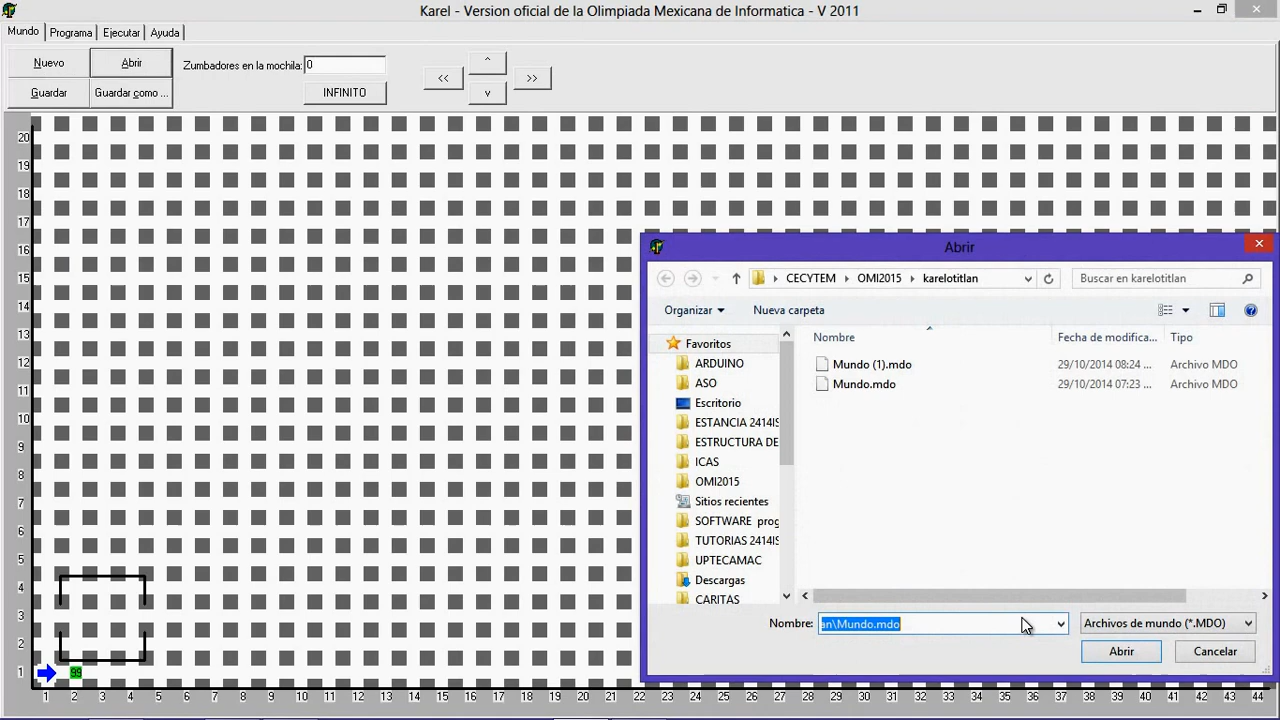 Karel - Version oficial de la Olimpiada Mexicana de Informatica - V 2011
Mundo Programa Ejecutar Ayuda
Nuevo Abrir Zumbadores en la mochila: 0 << ^ >>
Guardar Guardar como ... INFINITO v
Abrir
CECYTEM OMI2015 karelotitlan Buscar en karelotitlan
Organizar Nueva carpeta
Favoritos
ARDUINO
ASO
Escritorio
ESTANCIA 2414IS
ESTRUCTURA DE
ICAS
OMI2015
Sitios recientes
SOFTWARE prog
TUTORIAS 2414IS
UPTECAMAC
Descargas
CARITAS
Nombre Fecha de modifica... Tipo
Mundo (1).mdo 29/10/2014 08:24 ... Archivo MDO
Mundo.mdo 29/10/2014 07:23 ... Archivo MDO
Nombre: an\Mundo.mdo Archivos de mundo (*.MDO)
Abrir Cancelar
20
19
18
17
16
15
14
13
12
11
10
9
8
7
6
5
4
3
2
1 99
1 2 3 4 5 6 7 8 9 10 11 12 13 14 15 16 17 18 19 20 21 22 23 24 25 26 27 28 29 30 31 32 33 34 35 36 37 38 39 40 41 42 43 44